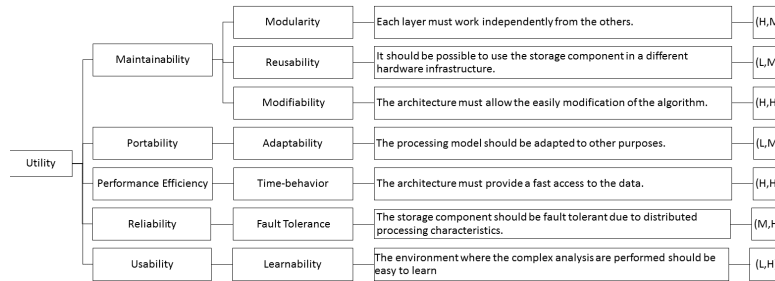 Modularity
Each layer must work independently from the others.
(H,M
Maintainability
Reusability
It should be possible to use the storage component in a different
hardware infrastructure.
(L,M
Modifiability
The architecture must allow the easily modification of the algorithm.
(H,H
Utility
Portability
Adaptability
The processing model should be adapted to other purposes.
(L,M
Performance Efficiency
Time-behavior
The architecture must provide a fast access to the data.
(H,H
Reliability
Fault Tolerance
The storage component should be fault tolerant due to distributed
processing characteristics.
(M,H
Usability
Learnability
The environment where the complex analysis are performed should be
easy to learn
(L,H